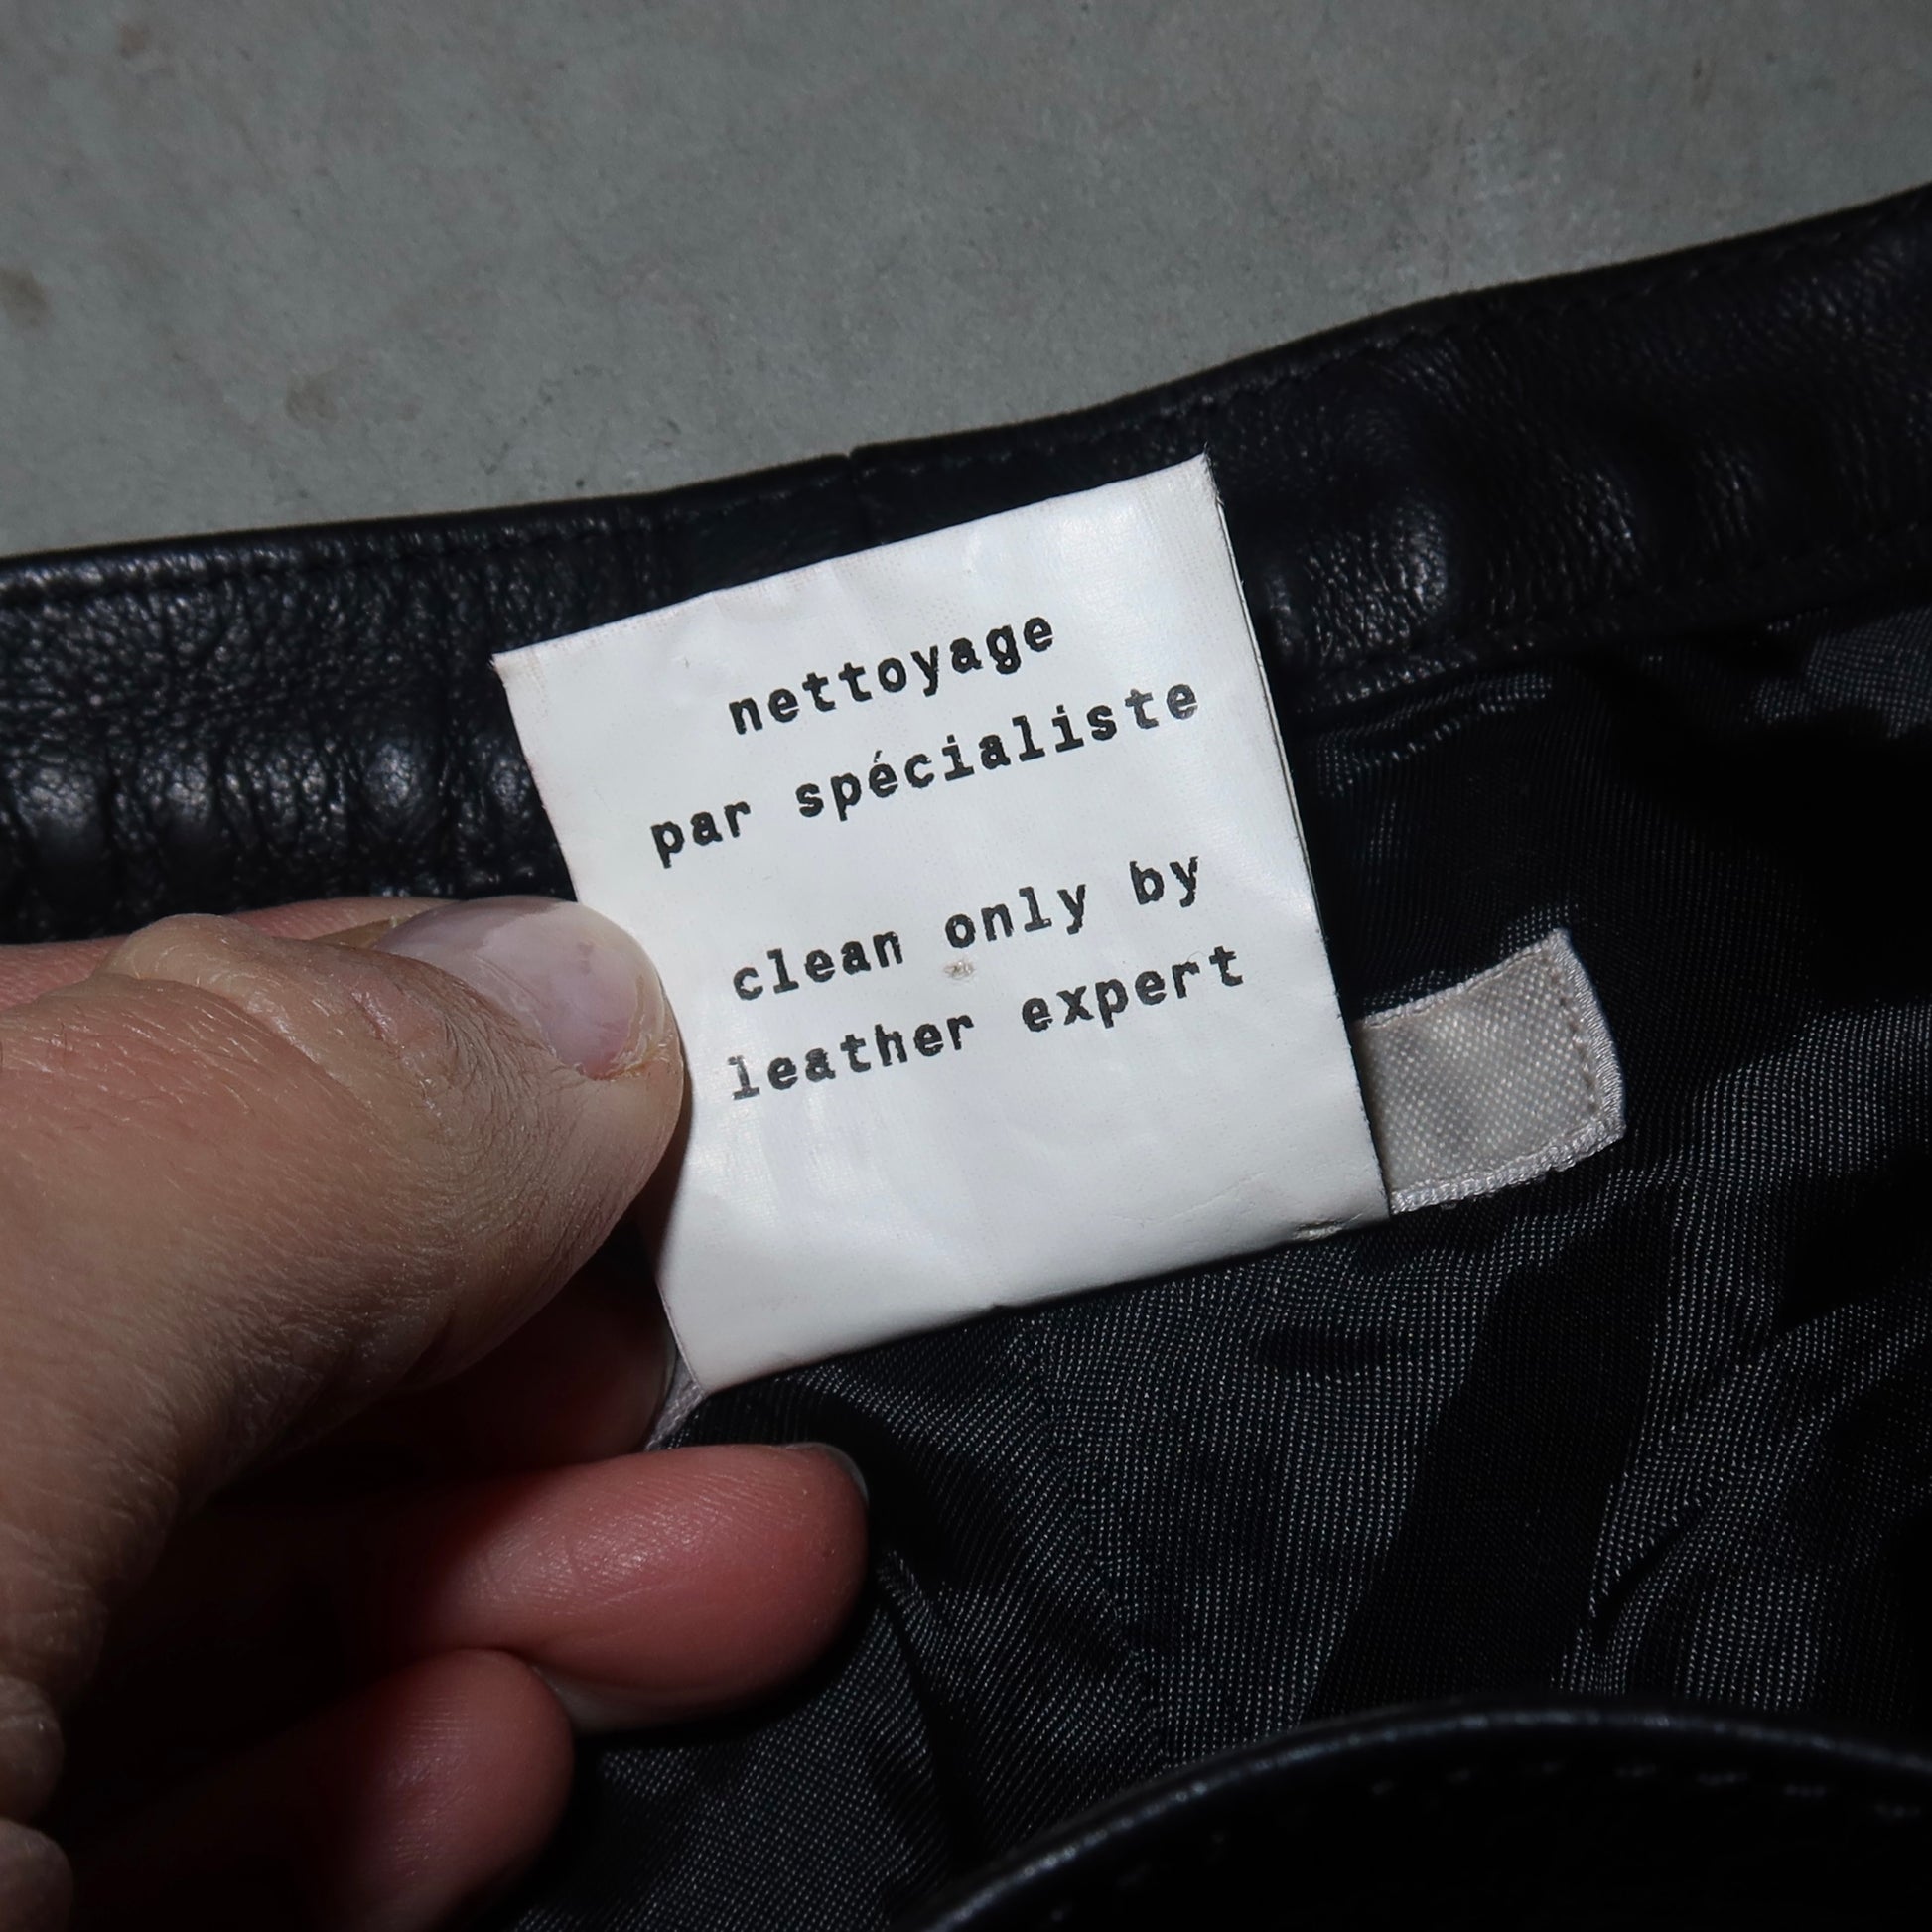 nettoyage
par spécialiste
clean only by
leather expert